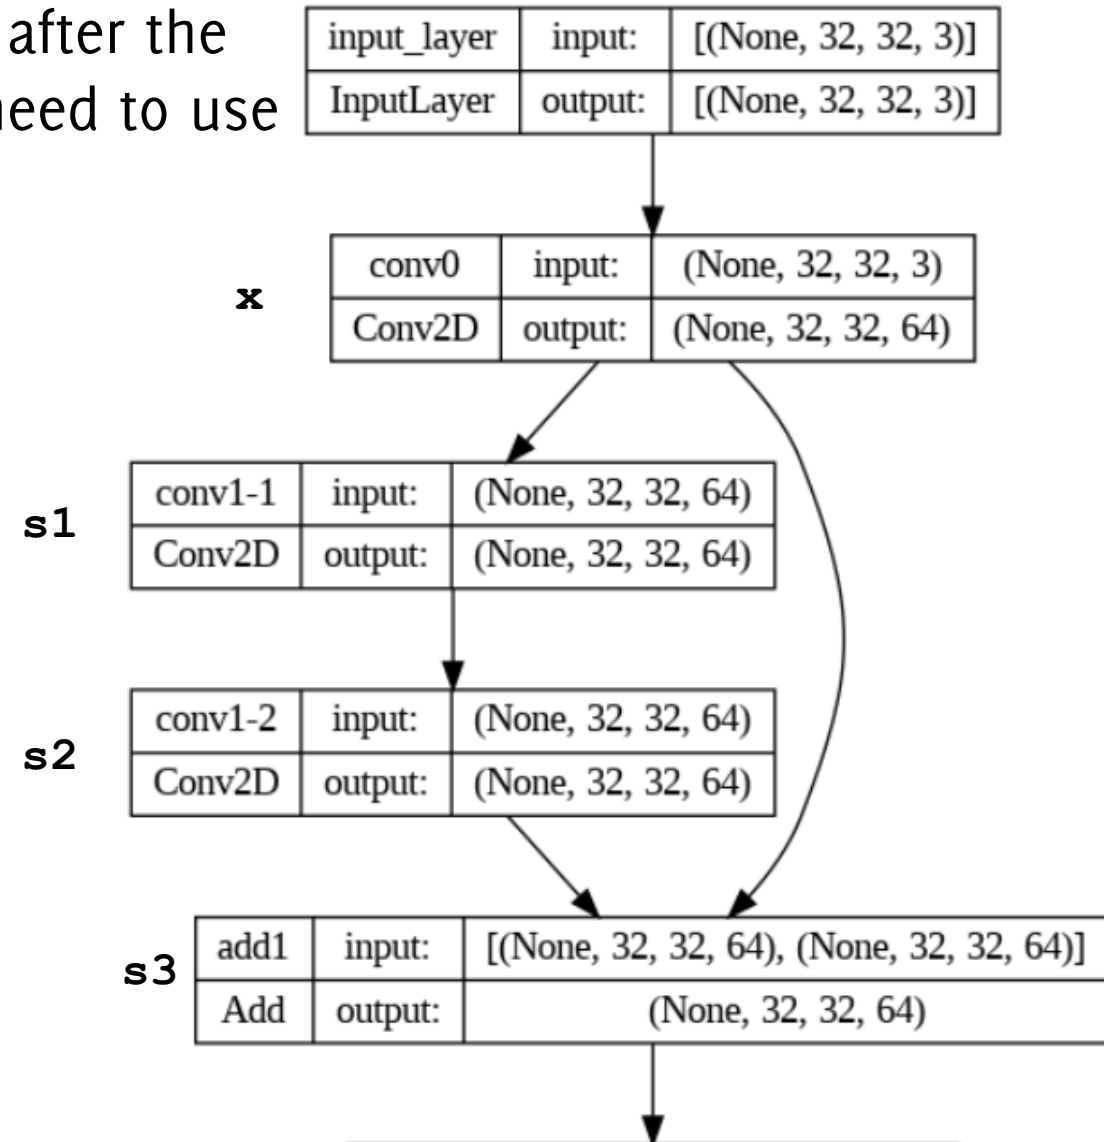 after the
need to use
input_layer input: [(None, 32, 32, 3)]
InputLayer output: [(None, 32, 32, 3)]
conv0 input: (None, 32, 32, 3)
x
Conv2D output: (None, 32, 32, 64)
conv1-1 input: (None, 32, 32, 64)
s1
Conv2D output: (None, 32, 32, 64)
conv1-2 input: (None, 32, 32, 64)
s2
Conv2D output: (None, 32, 32, 64)
add1 input: [(None, 32, 32, 64), (None, 32, 32, 64)]
s3
Add output: (None, 32, 32, 64)